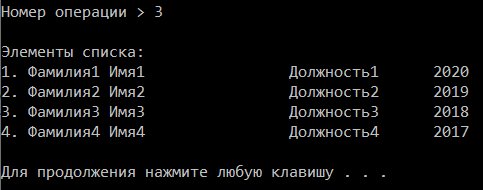 Номер операции > 3
Элементы списка:
1. Фамилия1 Имя1 Должность1 2020
2. Фамилия2 Имя2 Должность2 2019
3. Фамилия3 Имя3 Должность3 2018
4. Фамилия4 Имя4 Должность4 2017
Для продолжения нажмите любую клавишу . . .